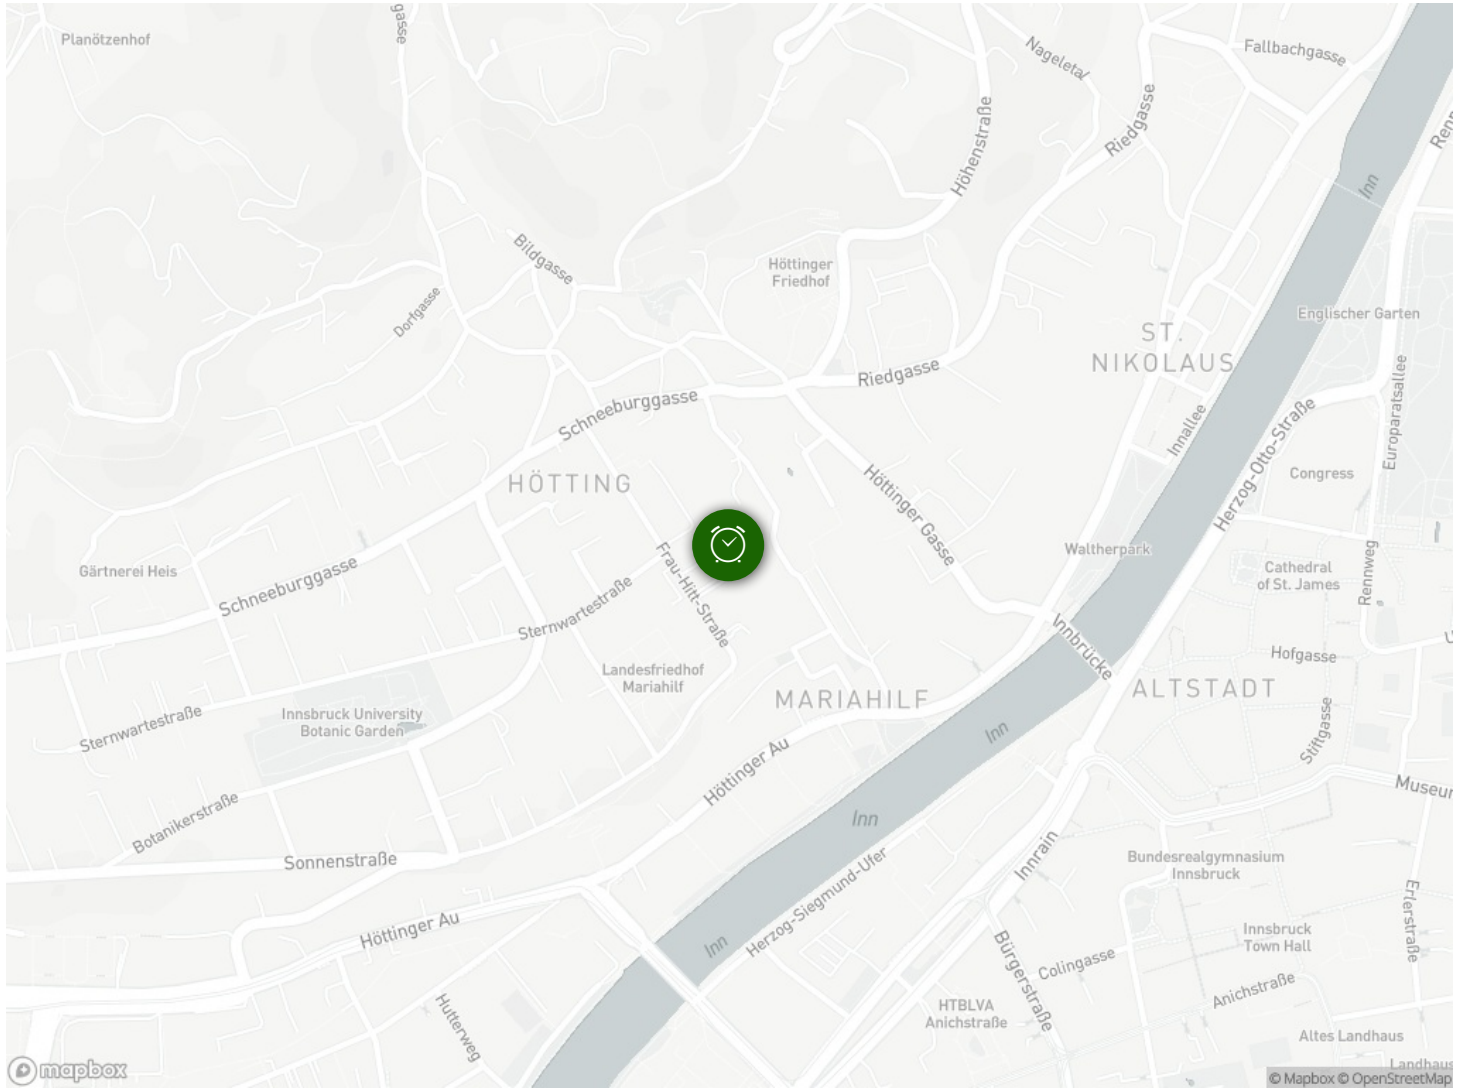 gasse
Planötzenhof
Nageletal
Fallbachgasse
Riedgasse
Höhenstraße
Inn
Bildgasse
Höttinger
Friedhof
Dorfgasse
Englischer Garten
ST.
NIKOLAUS
Riedgasse
Schneeburggasse
Europaratsallee
Innallee
Herzog-Otto-Straße
HÖTTING
Congress
Höttinger Gasse
Waltherpark
Cathedral
of St. James
Rennweg
Gärtnerei Heis
Schneeburggasse
Sternwartestraße
Frau-Hitt-Straße
Innbrücke
Hofgasse
Landesfriedhof
Mariahilf
MARIAHILF
ALTSTADT
Innsbruck University
Botanic Garden
Sternwartestraße
Inn
Stiftgasse
Höttinger Au
Museum
Inn
Botanikerstraße
Sonnenstraße
Innrain
Bundesrealgymnasium
Innsbruck
Herzog-Siegmund-Ufer
Erlerstraße
Höttinger Au
Inn
Innsbruck
Town Hall
Bürgerstraße
Colingasse
Anichstraße
HTBLVA
Anichstraße
Hutterweg
Altes Landhaus
Landhaus
mapbox
© Mapbox © OpenStreetMap